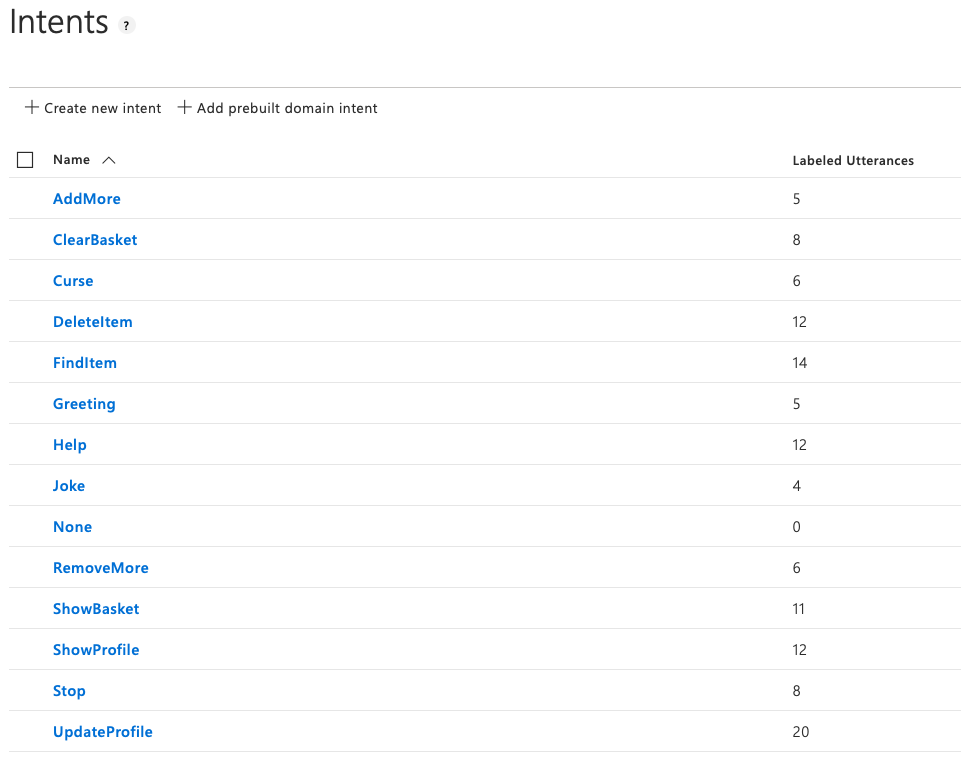 Intents ?
Create new intent Add prebuilt domain intent
Name Labeled Utterances
AddMore 5
ClearBasket 8
Curse 6
DeleteItem 12
FindItem 14
Greeting 5
Help 12
Joke 4
None 0
RemoveMore 6
ShowBasket 11
ShowProfile 12
Stop 8
UpdateProfile 20